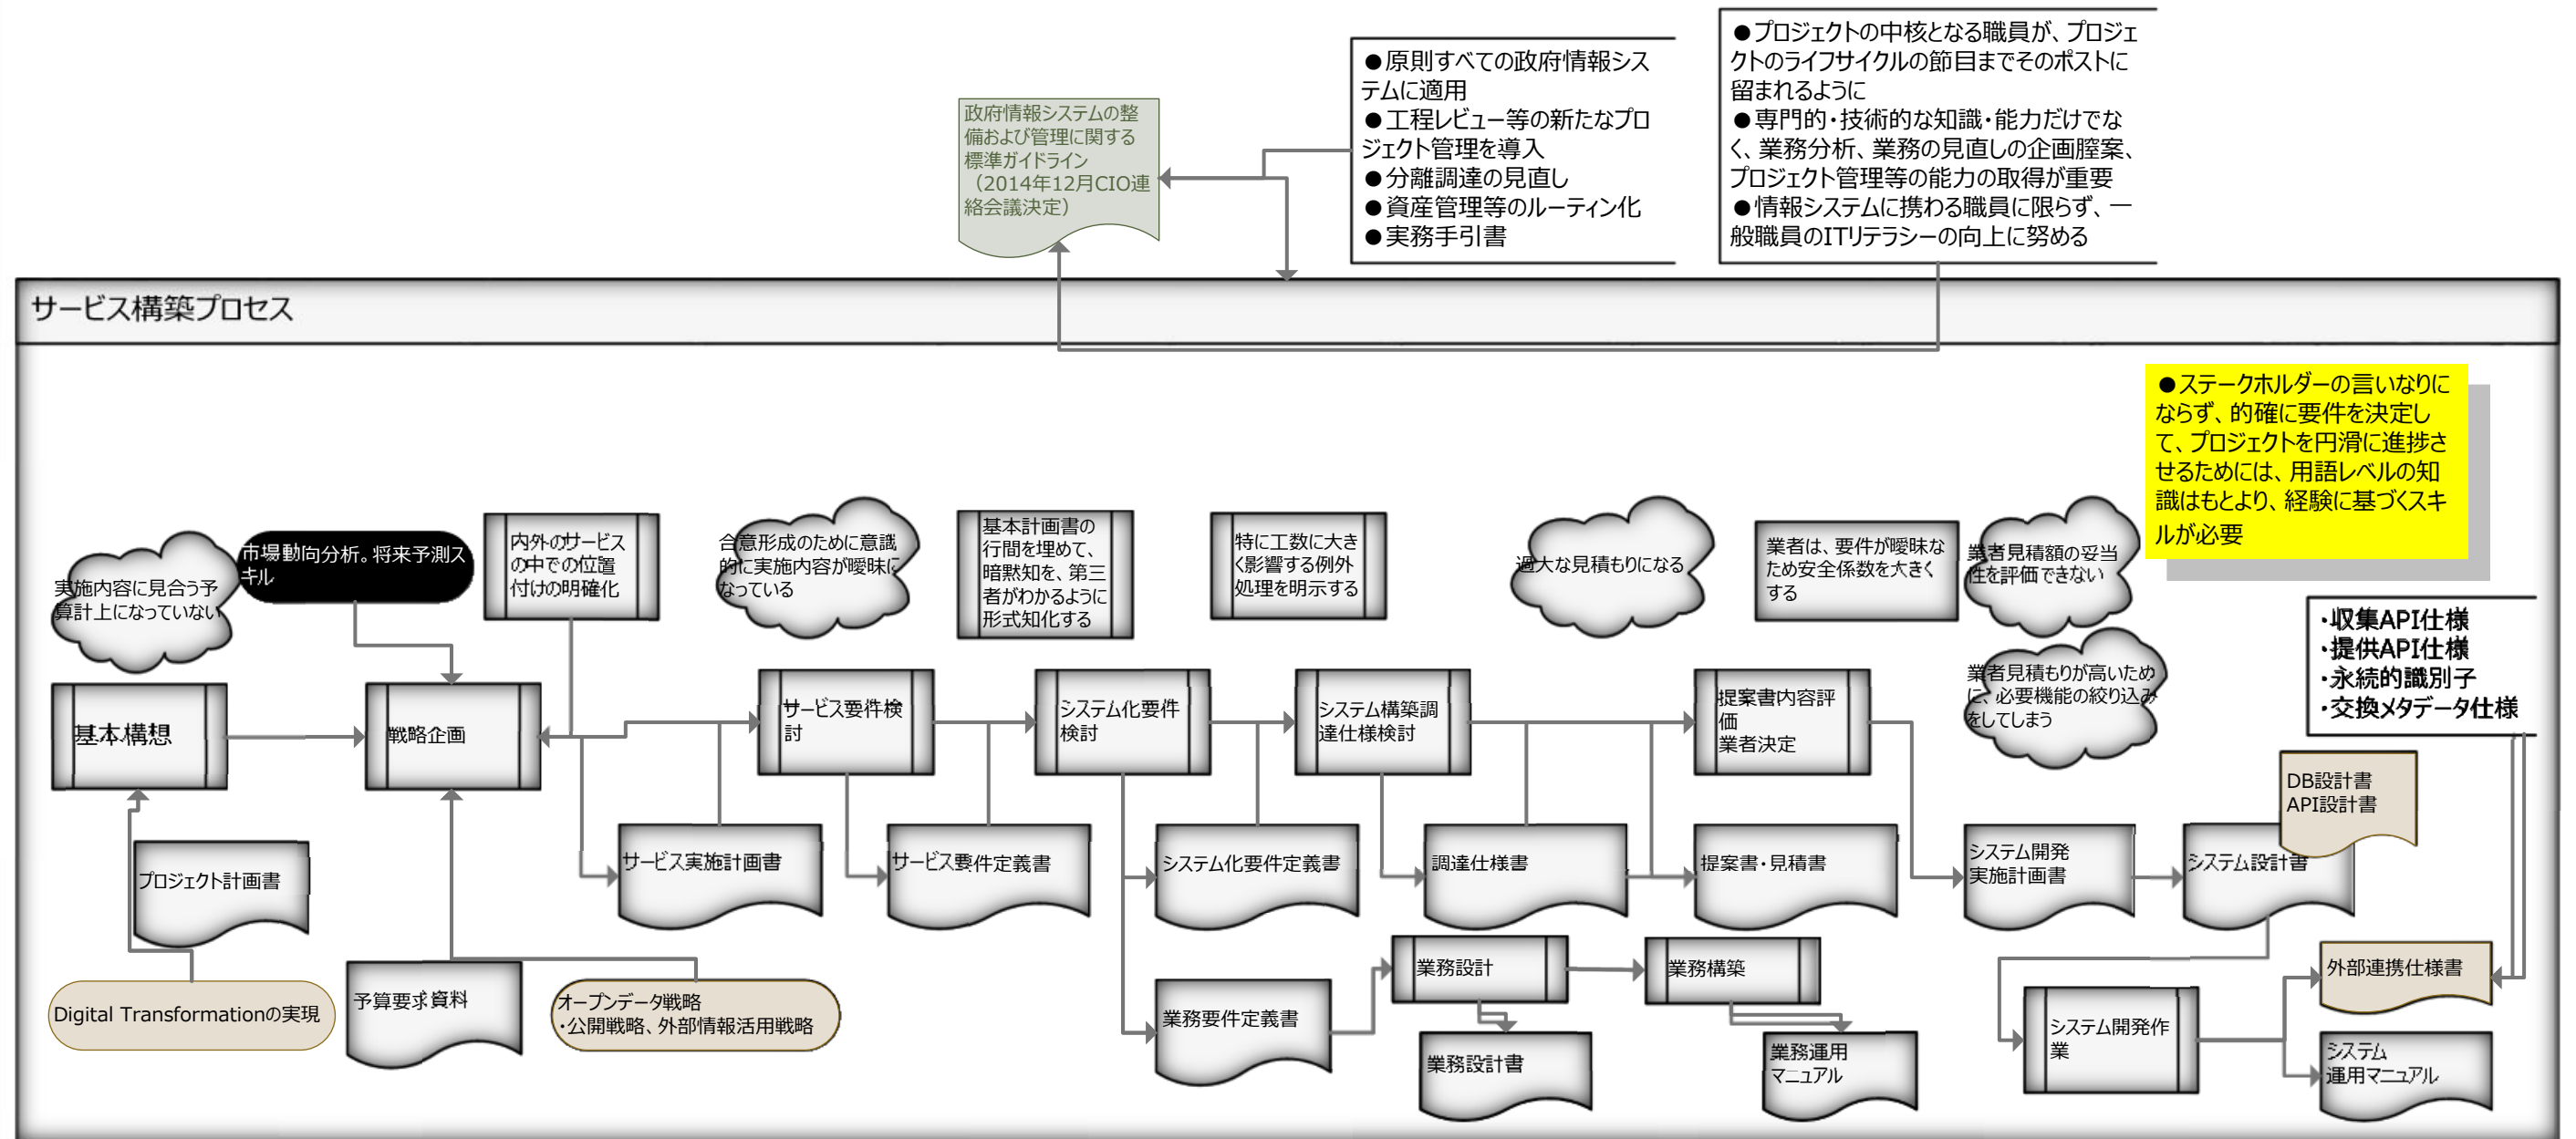 ●プロジェクトの中核となる職員が、プロジェ
クトのライフサイクルの節目までそのポストに
留まれるように
●専門的・技術的な知識・能力だけでな
く、業務分析、業務の見直しの企画膣案、
プロジェクト管理等の能力の取得が重要
●情報システムに携わる職員に限らず、一
般職員のITリテラシーの向上に努める
●原則すべての政府情報シス
テムに適用
●工程レビュー等の新たなプロ
ジェクト管理を導入
●分離調達の見直し
●資産管理等のルーティン化
●実務手引書
政府情報システムの整
備および管理に関する
標準ガイドライン
（2014年12月CIO連
絡会議決定）
サービス構築プロセス
●ステークホルダーの言いなりに
ならず、的確に要件を決定し
て、プロジェクトを円滑に進捗さ
せるためには、用語レベルの知
識はもとより、経験に基づくスキ
ルが必要
実施内容に見合う予
算計上になっていない
市場動向分析。将来予測ス
キル
内外のサービス
の中での位置
付けの明確化
合意形成のために意識
的に実施内容が曖昧に
なっている
基本計画書の
行間を埋めて、
暗黙知を、第三
者がわかるように
形式知化する
特に工数に大き
く影響する例外
処理を明示する
過大な見積もりになる
業者は、要件が曖昧な
ため安全係数を大きく
する
業者見積額の妥当
性を評価できない
業者見積もりが高いため
に、必要機能の絞り込み
をしてしまう
・収集API仕様
・提供API仕様
・永続的識別子
・交換メタデータ仕様
基本構想
戦略企画
サービス要件検
討
システム化要件
検討
システム構築調
達仕様検討
提案書内容評
価
業者決定
DB設計書
API設計書
プロジェクト計画書
サービス実施計画書
サービス要件定義書
システム化要件定義書
調達仕様書
提案書・見積書
システム開発
実施計画書
システム設計書
Digital Transformationの実現
予算要求資料
オープンデータ戦略
・公開戦略、外部情報活用戦略
業務要件定義書
業務設計
業務構築
外部連携仕様書
業務設計書
業務運用
マニュアル
システム開発作
業
システム
運用マニュアル